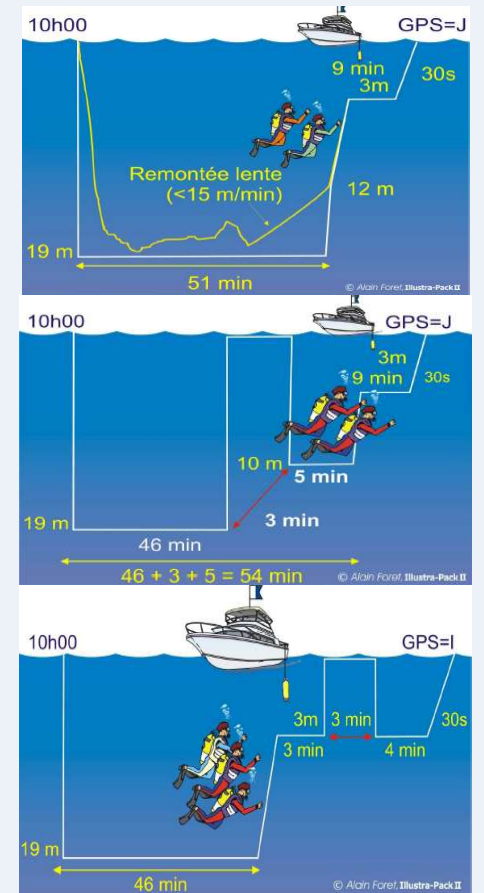 10h00
GPS=J
9 min
3m
30s
Remontée lente
(<15 m/min)
12 m
19 m
51 min
© Alain Foret, Illustra-Pack II
10h00
GPS=J
3m
9 min
30s
10 m
5 min
19 m
3 min
46 min
46 + 3 + 5 = 54 min
© Alain Foret, Illustra-Pack II
10h00
GPS=I
3m
3 min
30s
3 min
4 min
19 m
46 min
© Alain Foret, Illustra-Pack II